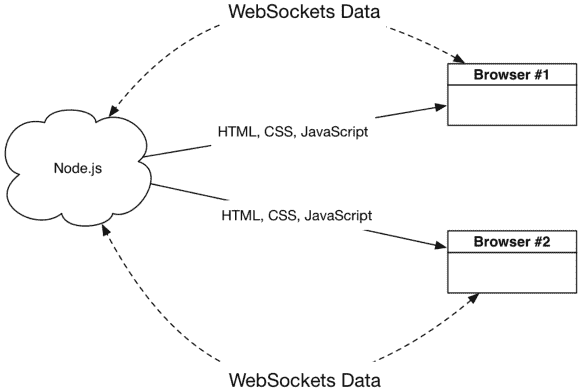 WebSockets Data
Browser #1
HTML, CSS, JavaScript
Node.js
HTML, CSS, JavaScript
Browser #2
WebSockets Data